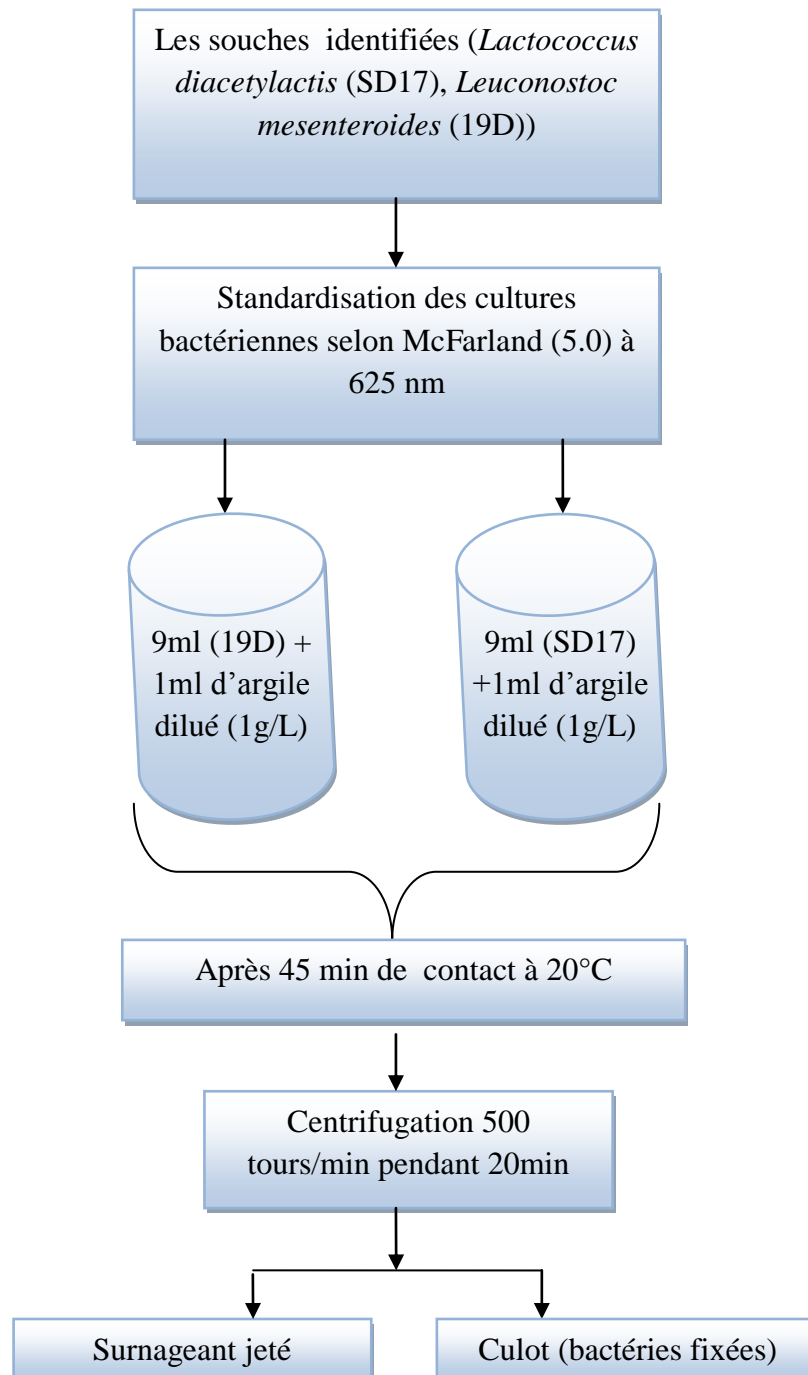 Les souches identifiées (Lactococcus
diacetylactis (SD17), Leuconostoc
mesenteroides (19D))
Standardisation des cultures
bactériennes selon McFarland (5.0) à
625 nm
9ml (19D) +
1ml d’argile
dilué (1g/L)
9ml (SD17)
+1ml d’argile
dilué (1g/L)
Après 45 min de contact à 20°C
Centrifugation 500
tours/min pendant 20min
Surnageant jeté
Culot (bactéries fixées)